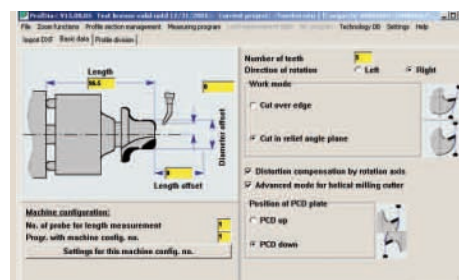 File Zoom functions Profile section management Measuring program Technology DB Settings Help
Import DXF Basic data Profile division
Length
Diameter offset
Length offset
Machine configuration:
No. of probe for length measurement
Progr. with machine config. no.
Settings for this machine config. no.
Number of teeth
Direction of rotation Left Right
Work mode
Cut over edge
Cut in relief angle plane
Distortion compensation by rotation axis
Advanced mode for helical milling cutter
Position of PCD plate
PCD up
PCD down